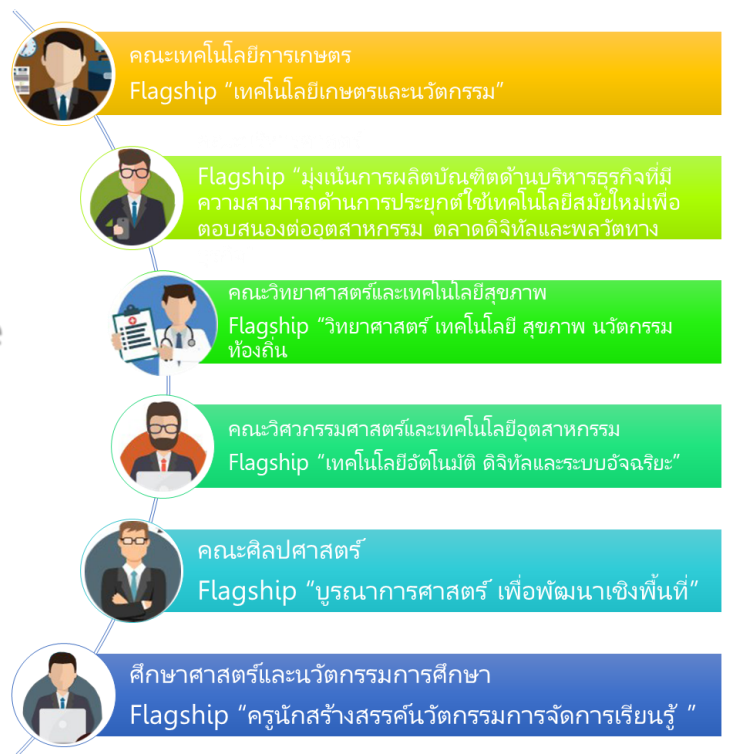 คณะเทคโนโลยีการเกษตร
Flagship “เทคโนโลยีเกษตรและนวัตกรรม”
Flagship “มุ่งเน้นการผลิตบัณฑิตด้านบริหารธุรกิจที่มี
ความสามารถด้านการประยุกต์ใช้เทคโนโลยีสมัยใหม่เพื่อ
ตอบสนองต่ออุตสาหกรรม ตลาดดิจิทัลและพลวัตทาง
คณะวิทยาศาสตร์และเทคโนโลยีสุขภาพ
Flagship “วิทยาศาสตร์ เทคโนโลยี สุขภาพ นวัตกรรม
ท้องถิ่น
คณะวิศวกรรมศาสตร์และเทคโนโลยีอุตสาหกรรม
Flagship “เทคโนโลยีอัตโนมัติ ดิจิทัลและระบบอัจฉริยะ”
คณะศิลปศาสตร์
Flagship “บูรณาการศาสตร์ เพื่อพัฒนาเชิงพื้นที่”
ศึกษาศาสตร์และนวัตกรรมการศึกษา
Flagship “ครูนักสร้างสรรค์นวัตกรรมการจัดการเรียนรู้ ”